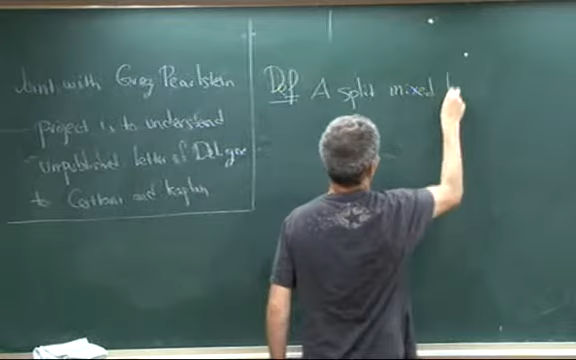 Joint with Greg Pearlstein
project is to understand
unpublished letter of Deligne
to Cattani and Kaplan
Def A split mixed